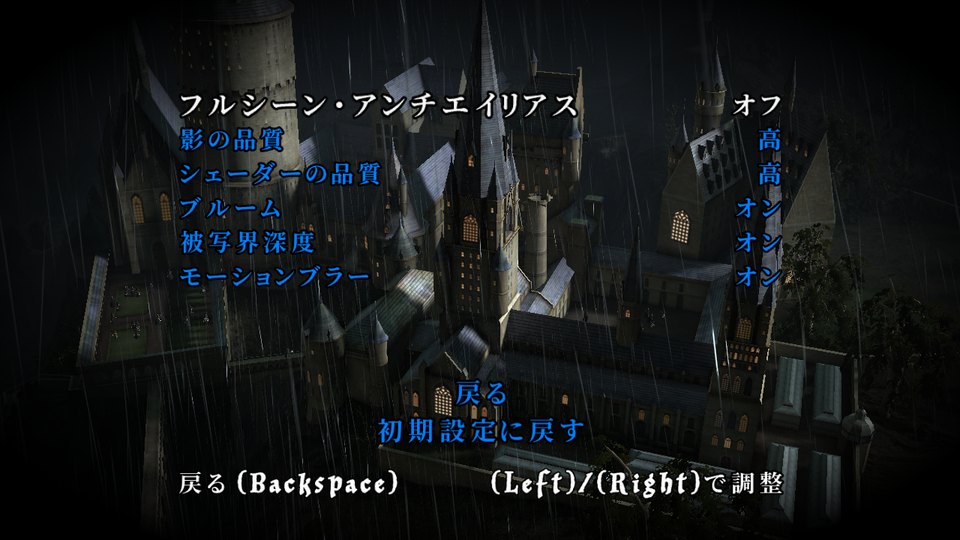 フルシーン・アンチエイリアス オフ
影の品質 高
シェーダーの品質 高
ブルーム オン
被写界深度 オン
モーションブラー オン
戻る
初期設定に戻す
戻る (Backspace) (Left)/(Right)で調整